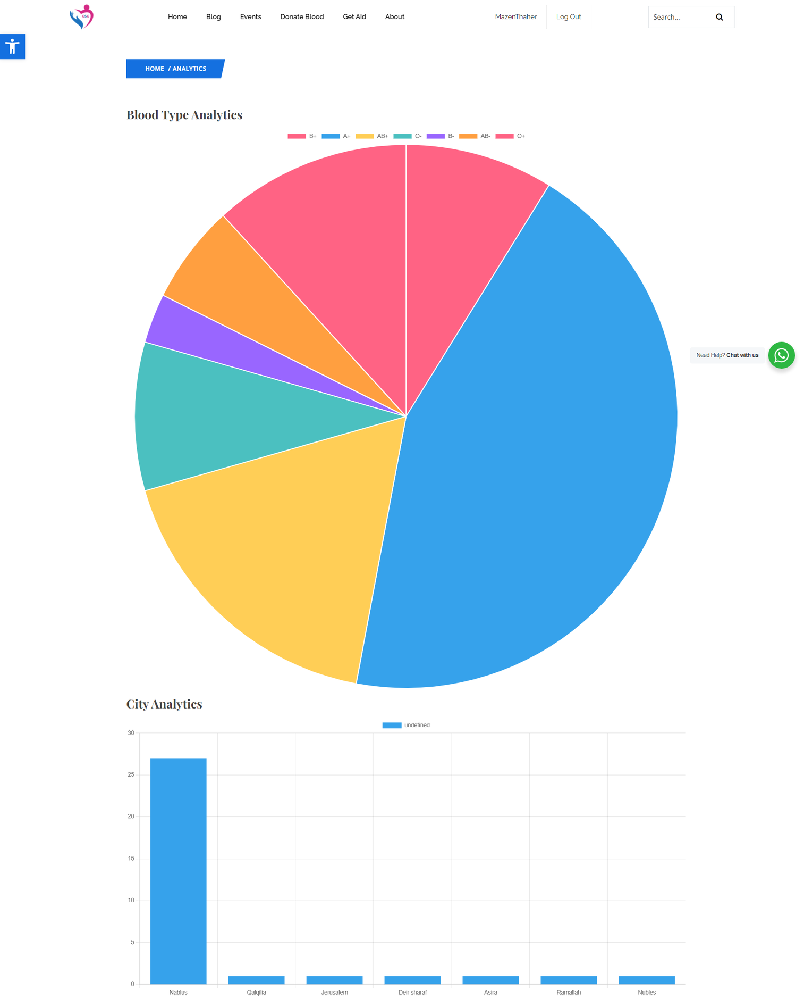 CSC
Home Blog Events Donate Blood Get Aid About MazenThaher Log Out Search...
HOME / ANALYTICS
Blood Type Analytics
B+ A+ AB+ O- B- AB- O+
Need Help? Chat with us
City Analytics
undefined
30
25
20
15
10
5
0
Nablus Qalqilia Jerusalem Deir sharaf Asira Ramallah Nubles